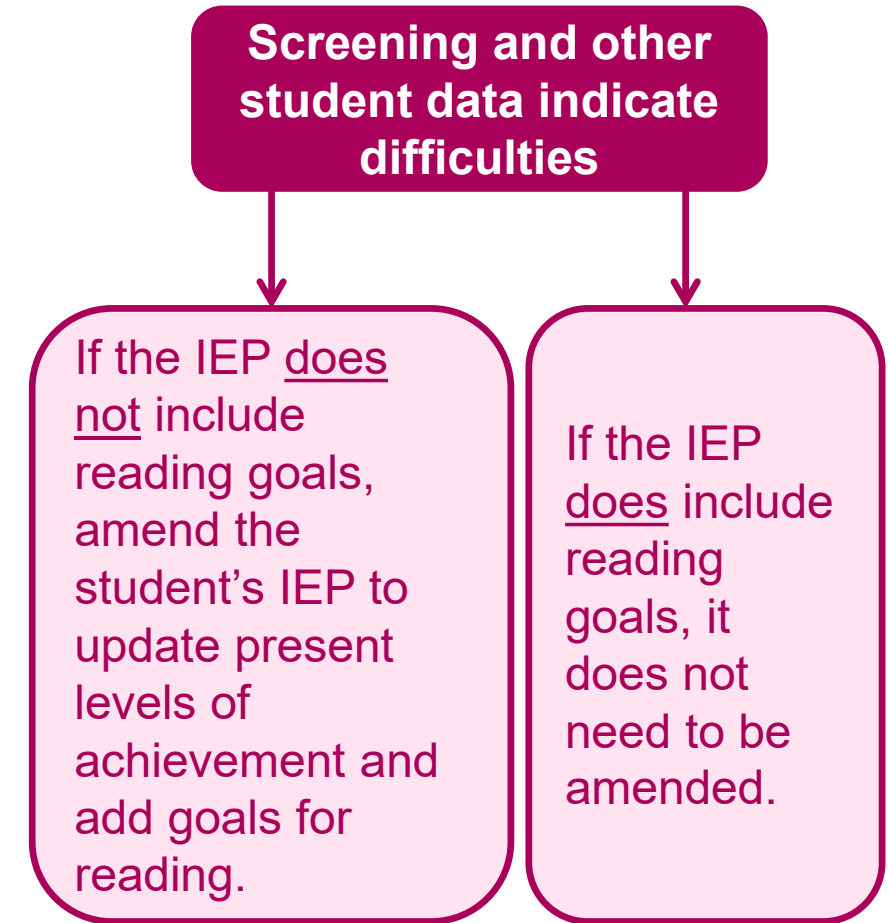 Screening and other
student data indicate
difficulties
If the IEP does
not include
reading goals,
amend the
student’s IEP to
update present
levels of
achievement and
add goals for
reading.
If the IEP
does include
reading
goals, it
does not
need to be
amended.